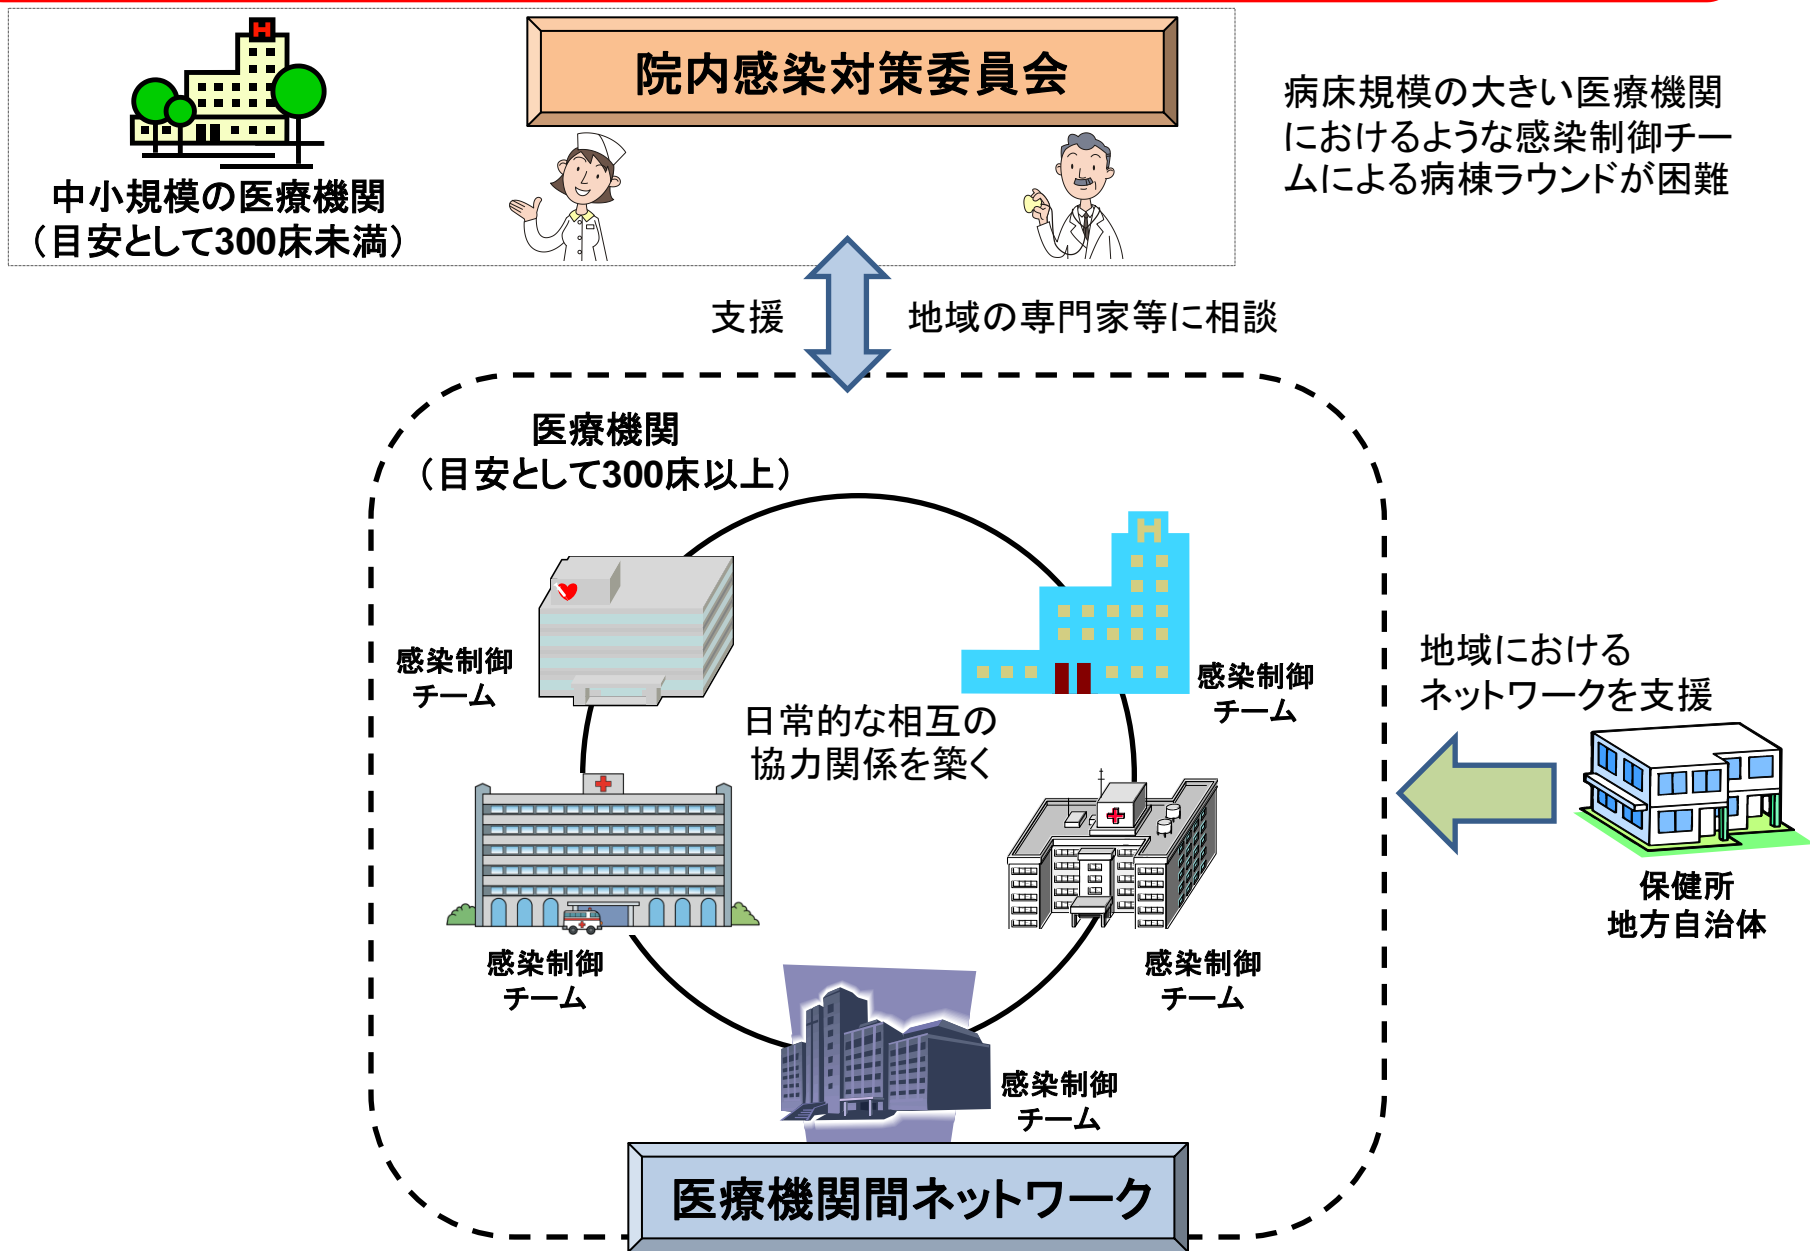 院内感染対策委員会
中小規模の医療機関
（目安として300床未満）
病床規模の大きい医療機関
におけるような感染制御チー
ムによる病棟ラウンドが困難
支援
地域の専門家等に相談
医療機関
（目安として300床以上）
感染制御
チーム
感染制御
チーム
日常的な相互の
協力関係を築く
感染制御
チーム
感染制御
チーム
感染制御
チーム
医療機関間ネットワーク
地域における
ネットワークを支援
保健所
地方自治体
H
H